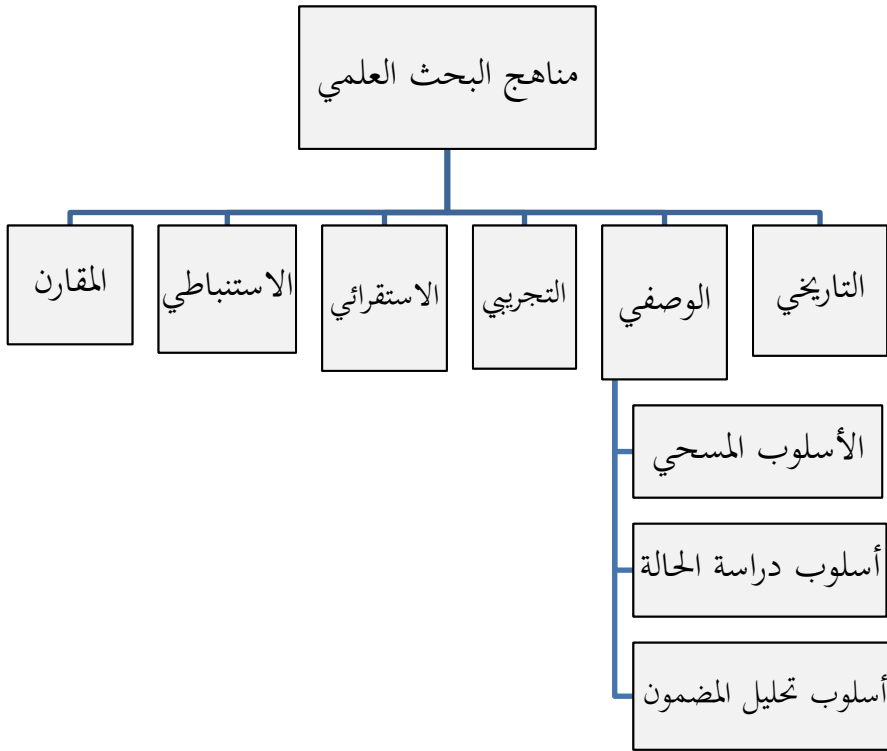 مناهج البحث العلمي
التاريخي
الوصفي
التجريبي
الاستقرائي
الاستنباطي
المقارن
الأسلوب المسحي
أسلوب دراسة الحالة
أسلوب تحليل المضمون